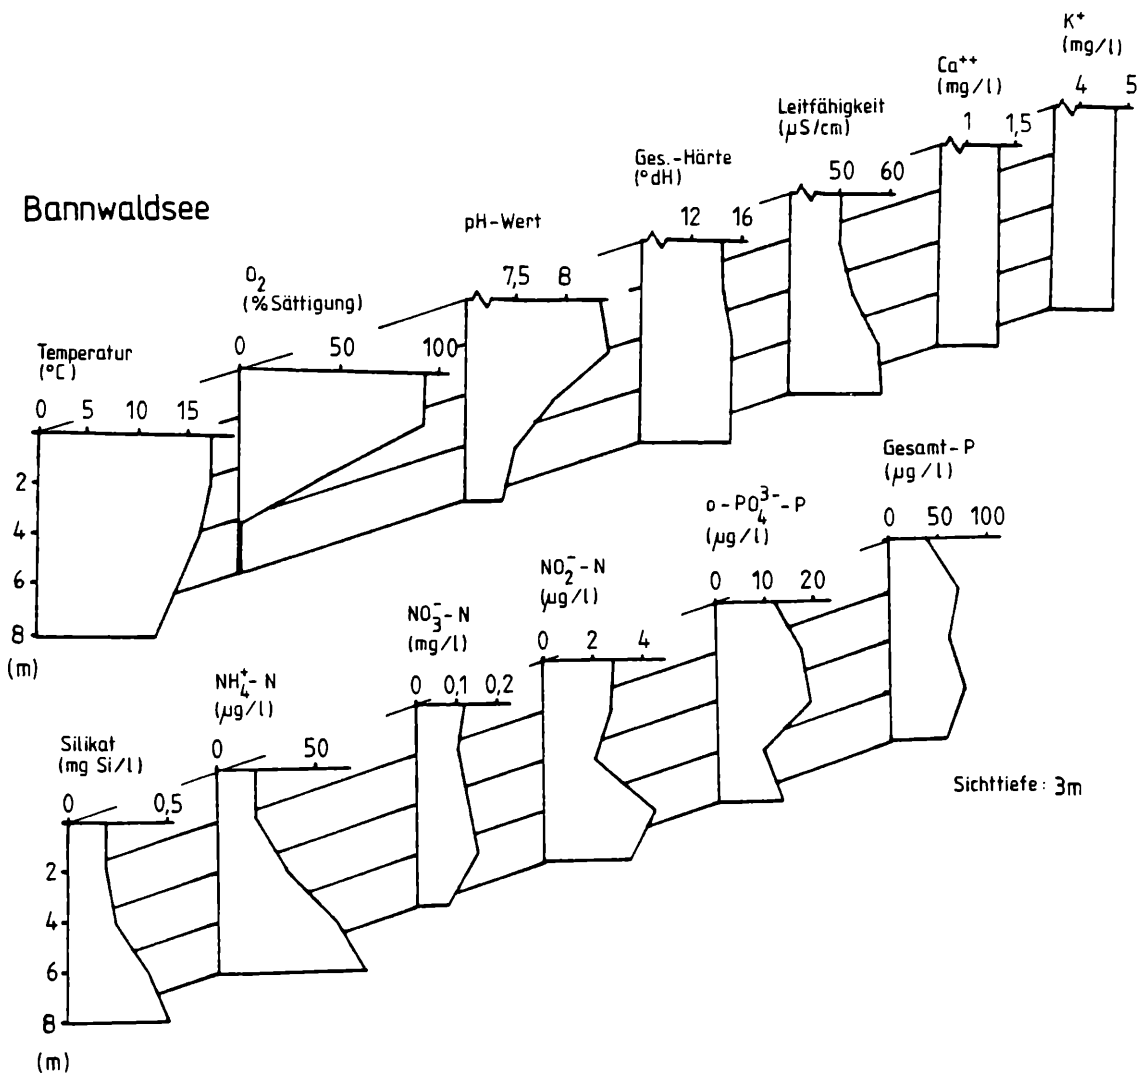 Bannwaldsee
Temperatur
(°C)
0 5 10 15
2
4
6
8
(m)
O₂
(% Sättigung)
0 50 100
pH-Wert
7,5 8
Ges.-Härte
(°dH)
12 16
Leitfähigkeit
(µS/cm)
50 60
Ca⁺⁺
(mg/l)
1 1,5
K⁺
(mg/l)
4 5
Silikat
(mg Si/l)
0 0,5
2
4
6
8
(m)
NH₄⁺-N
(µg/l)
0 50
NO₃⁻-N
(mg/l)
0 0,1 0,2
NO₂⁻-N
(µg/l)
0 2 4
o-PO₄³⁻-P
(µg/l)
0 10 20
Gesamt-P
(µg/l)
0 50 100
Sichttiefe: 3m